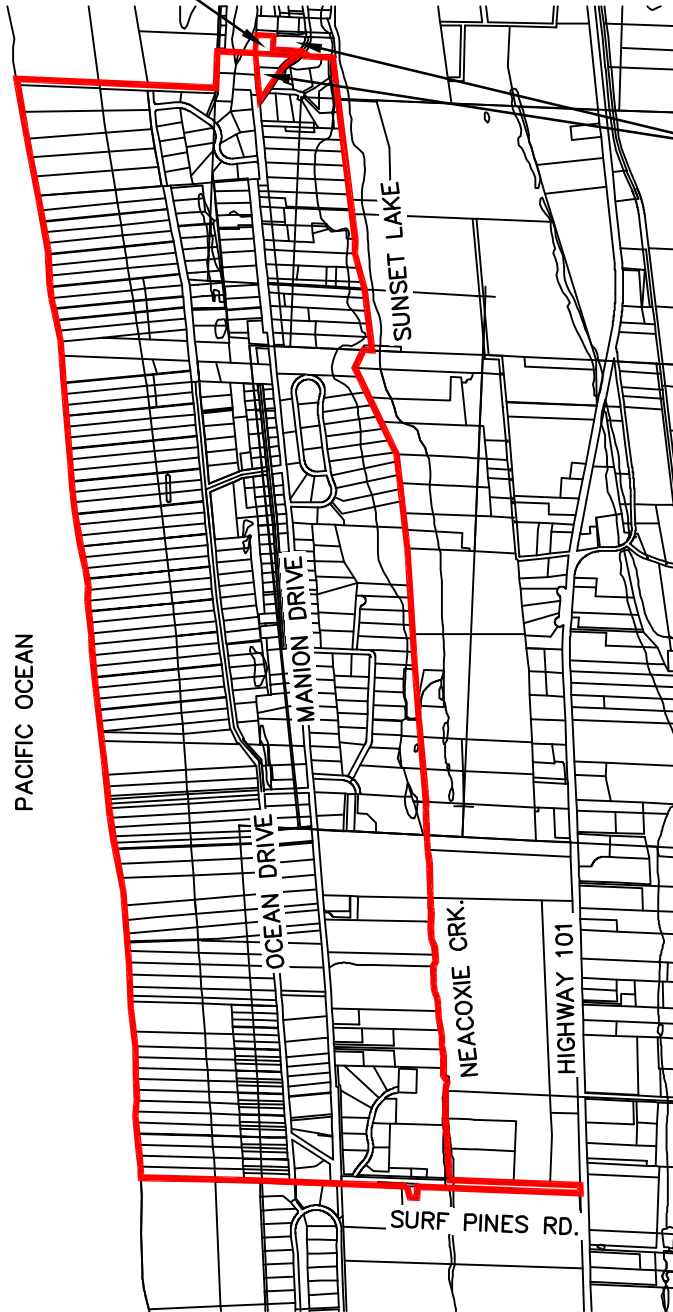 SUNSET LAKE
MANION DRIVE
PACIFIC OCEAN
OCEAN DRIVE
NEACOXIE CRK.
HIGHWAY 101
SURF PINES RD.